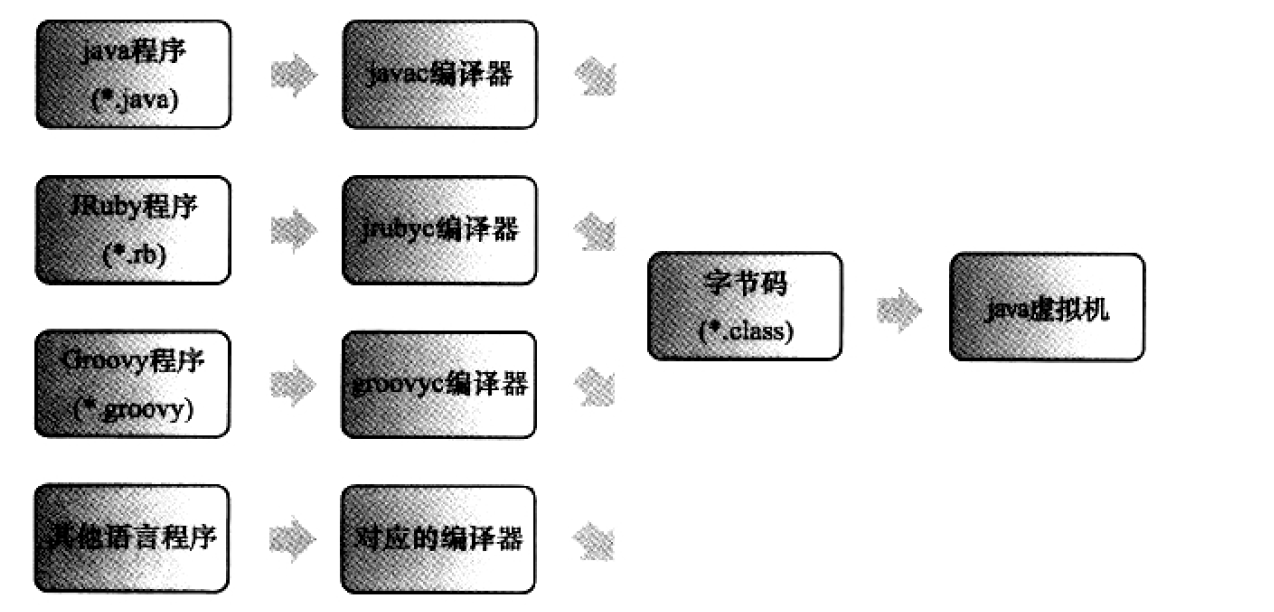 java程序
(*.java)
javac编译器
JRuby程序
(*.rb)
jrubyc编译器
Groovy程序
(*.groovy)
groovyc编译器
其他语言程序
对应的编译器
字节码
(*.class)
java虚拟机